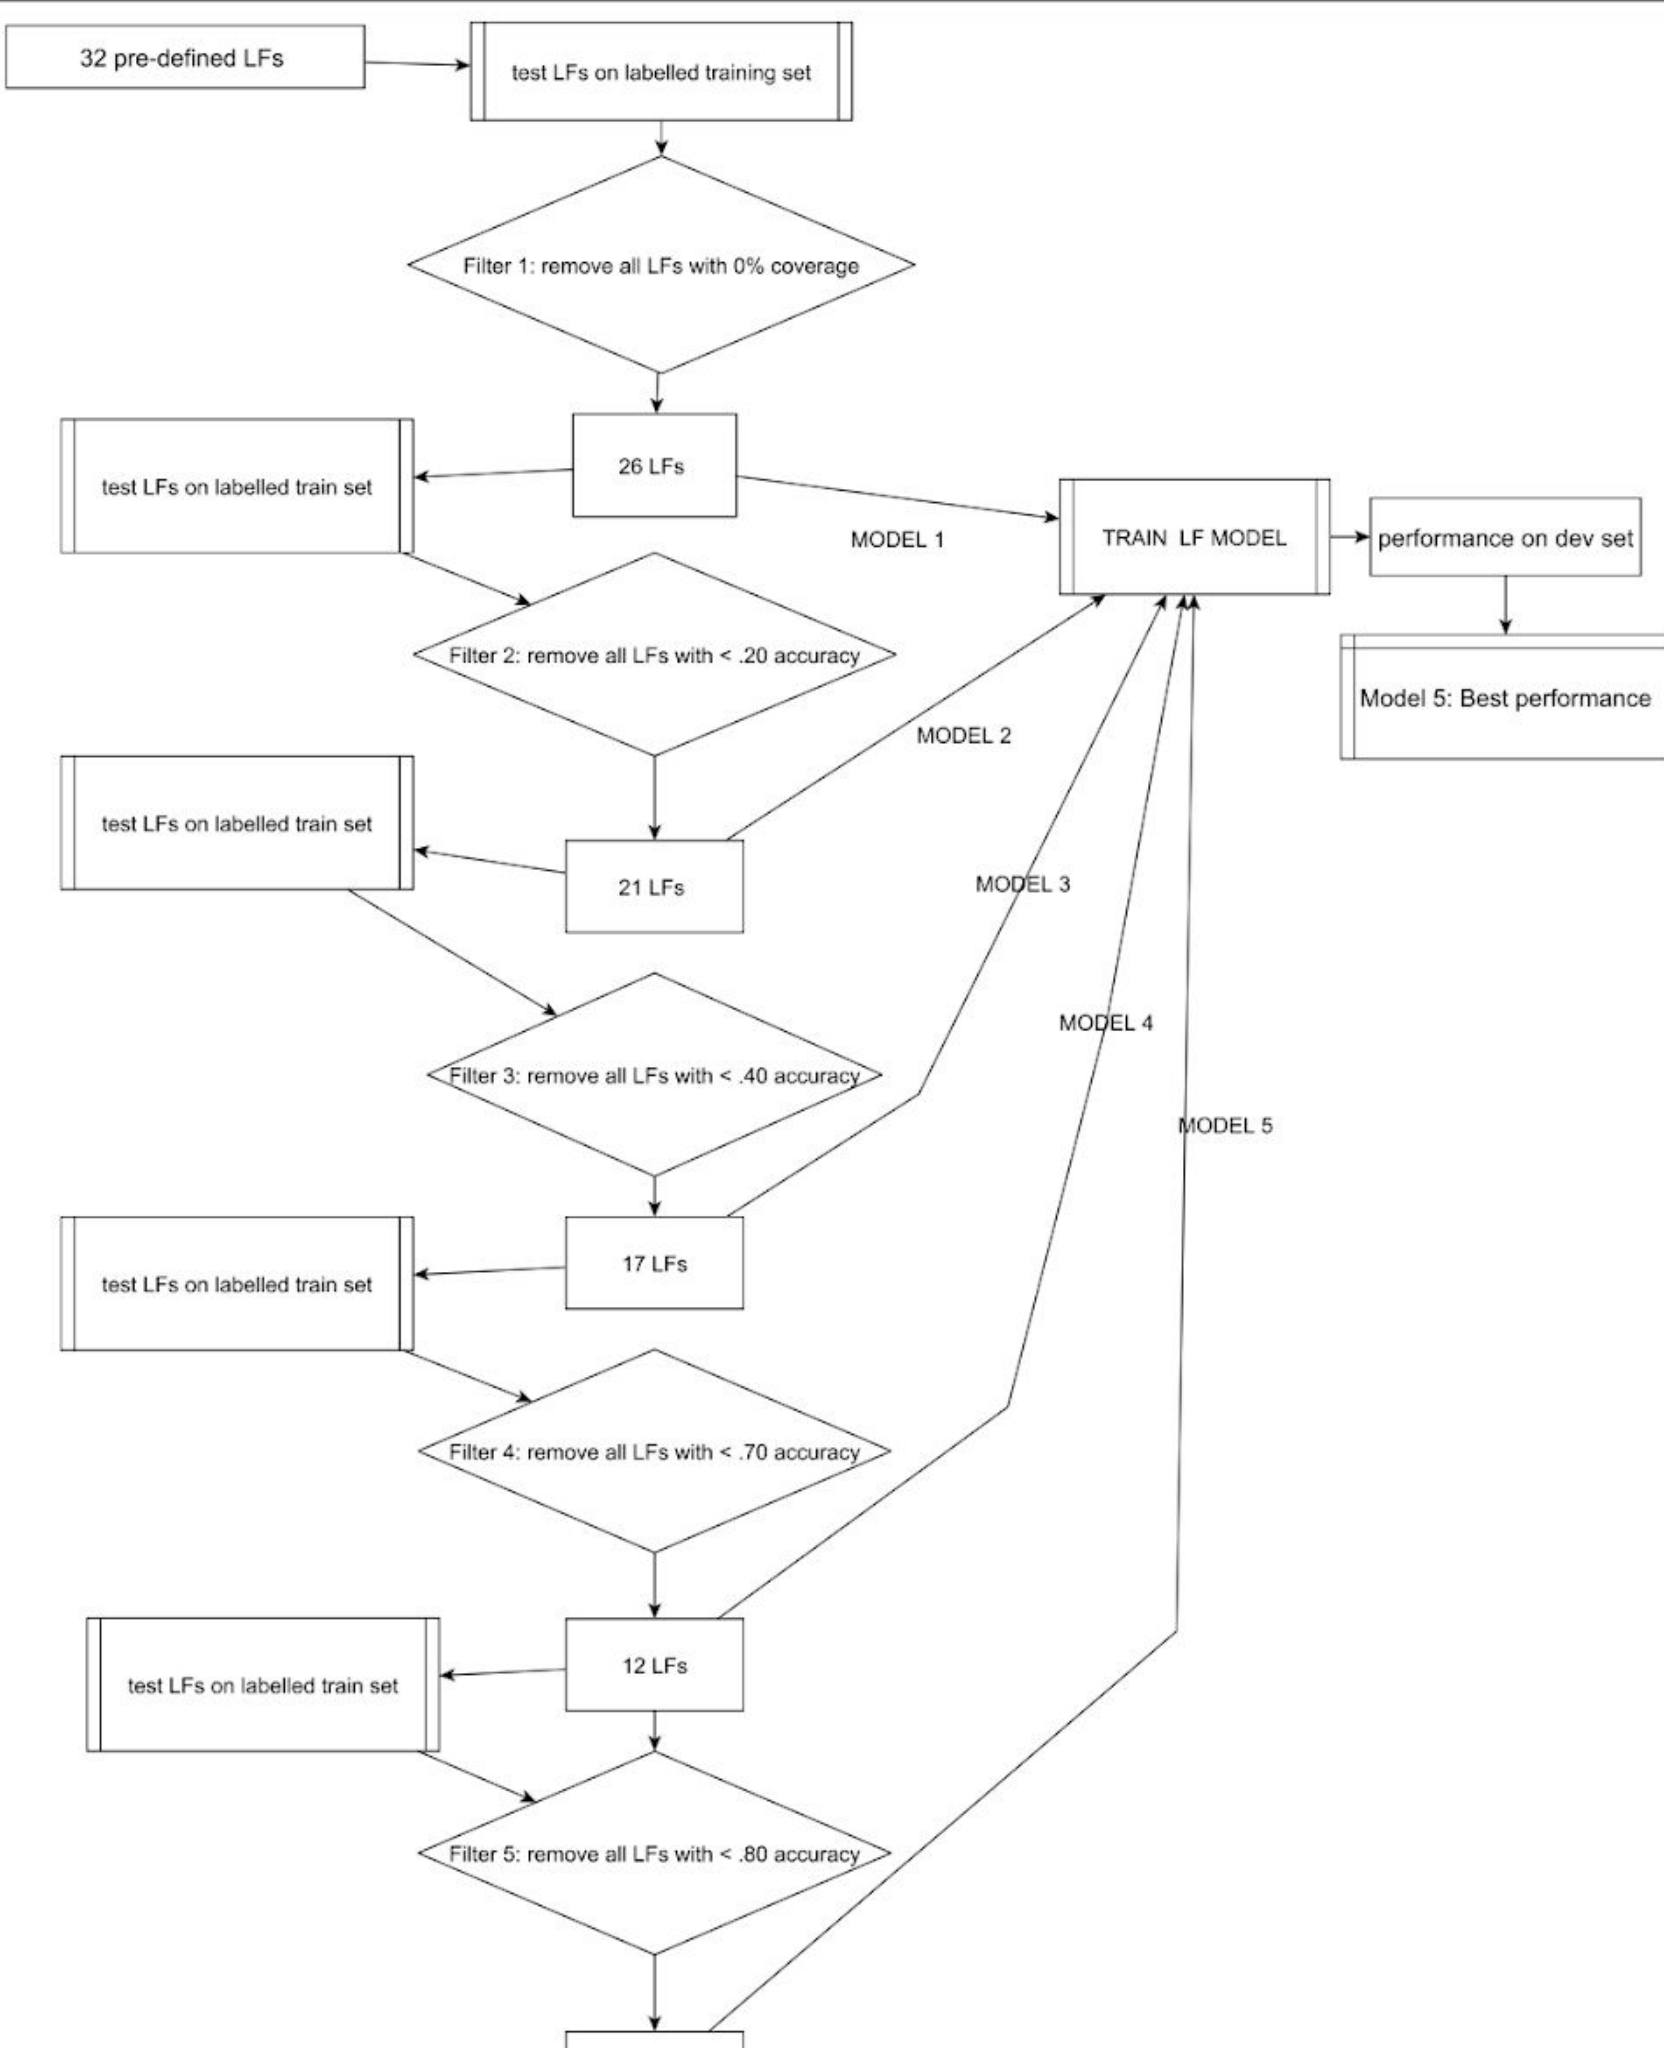 32 pre-defined LFs
test LFs on labelled training set
Filter 1: remove all LFs with 0% coverage
26 LFs
test LFs on labelled train set
MODEL 1
TRAIN  LF MODEL
performance on dev set
Model 5: Best performance
Filter 2: remove all LFs with < .20 accuracy
MODEL 2
test LFs on labelled train set
21 LFs
MODEL 3
Filter 3: remove all LFs with < .40 accuracy
MODEL 4
MODEL 5
test LFs on labelled train set
17 LFs
Filter 4: remove all LFs with < .70 accuracy
12 LFs
test LFs on labelled train set
Filter 5: remove all LFs with < .80 accuracy